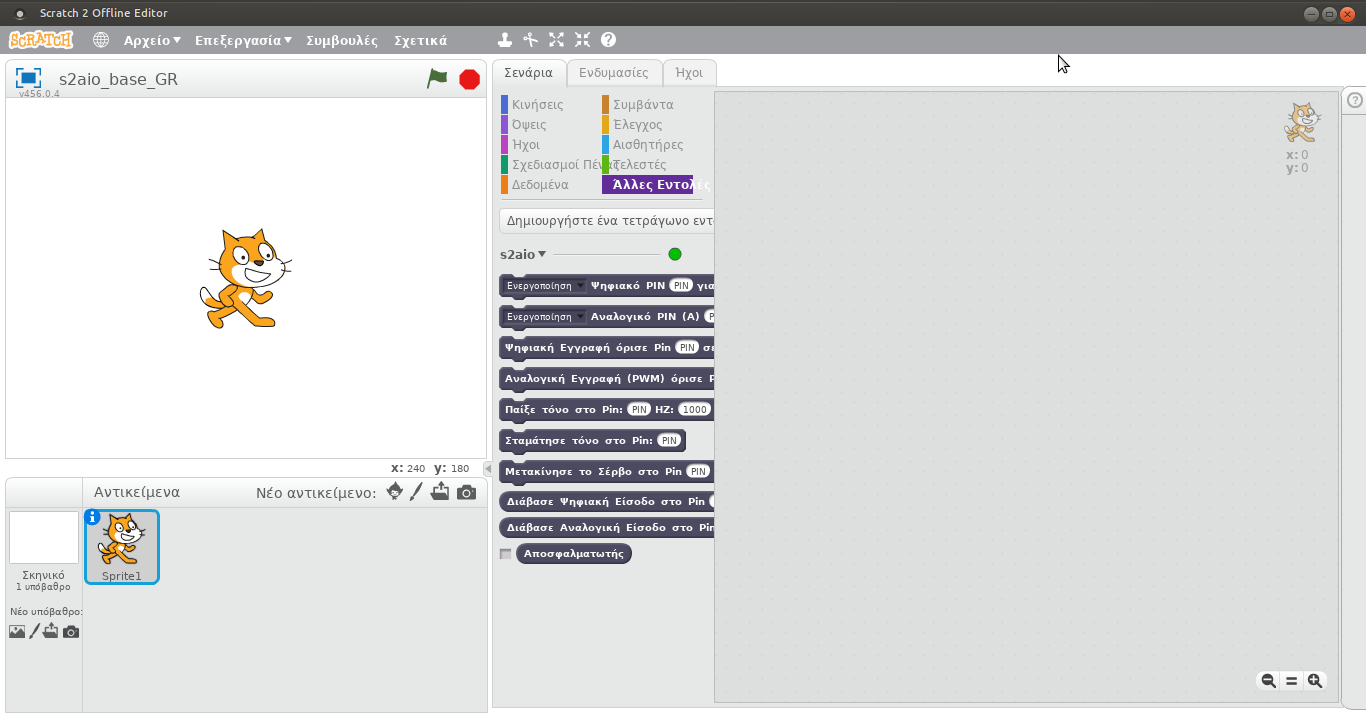 Scratch 2 Offline Editor
SCRATCH Αρχείο Επεξεργασία Συμβουλές Σχετικά
s2aio_base_GR
v456.0.4
Σενάρια Ενδυμασίες Ήχοι
Κινήσεις Συμβάντα
Όψεις Έλεγχος
Ήχοι Αισθητήρες
Σχεδιασμοί Πένας Τελεστές
Δεδομένα Άλλες Εντολές
x: 0
y: 0
Δημιουργήστε ένα τετράγωνο εντ
s2aio
Ενεργοποίηση Ψηφιακό PIN PIN για
Ενεργοποίηση Αναλογικό PIN (A) P
Ψηφιακή Εγγραφή όρισε Pin PIN σε
Αναλογική Εγγραφή (PWM) όρισε P
Παίξε τόνο στο Pin: PIN HZ: 1000
Σταμάτησε τόνο στο Pin: PIN
Μετακίνησε το Σέρβο στο Pin PIN
Διάβασε Ψηφιακή Είσοδο στο Pin
Διάβασε Αναλογική Είσοδο στο Pin
Αποσφαλματωτής
x: 240 y: 180
Αντικείμενα Νέο αντικείμενο:
Σκηνικό
1 υπόβαθρο
Sprite1
Νέο υπόβαθρο: